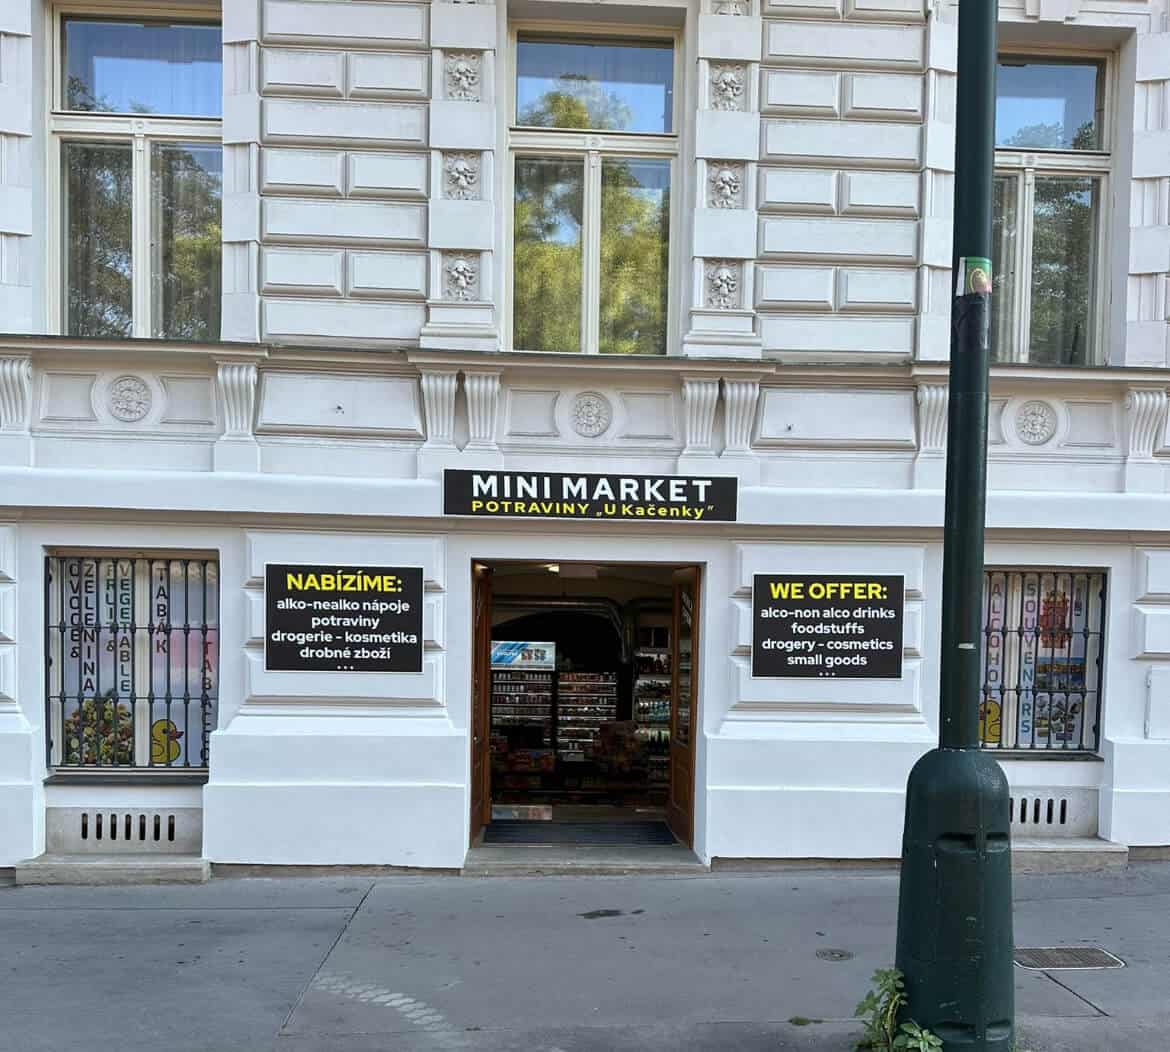 MINI MARKET
POTRAVINY „U Kačenky"
NABÍZÍME:
alko-nealko nápoje
potraviny
drogerie - kosmetika
drobné zboží
...
WE OFFER:
alco-non alco drinks
foodstuffs
drogery - cosmetics
small goods
...
OVOCE &
ZELENINA
FRUIT &
VEGETABLE
TABÁK
TABACCO
ALCOHOL
SOUVENIRS